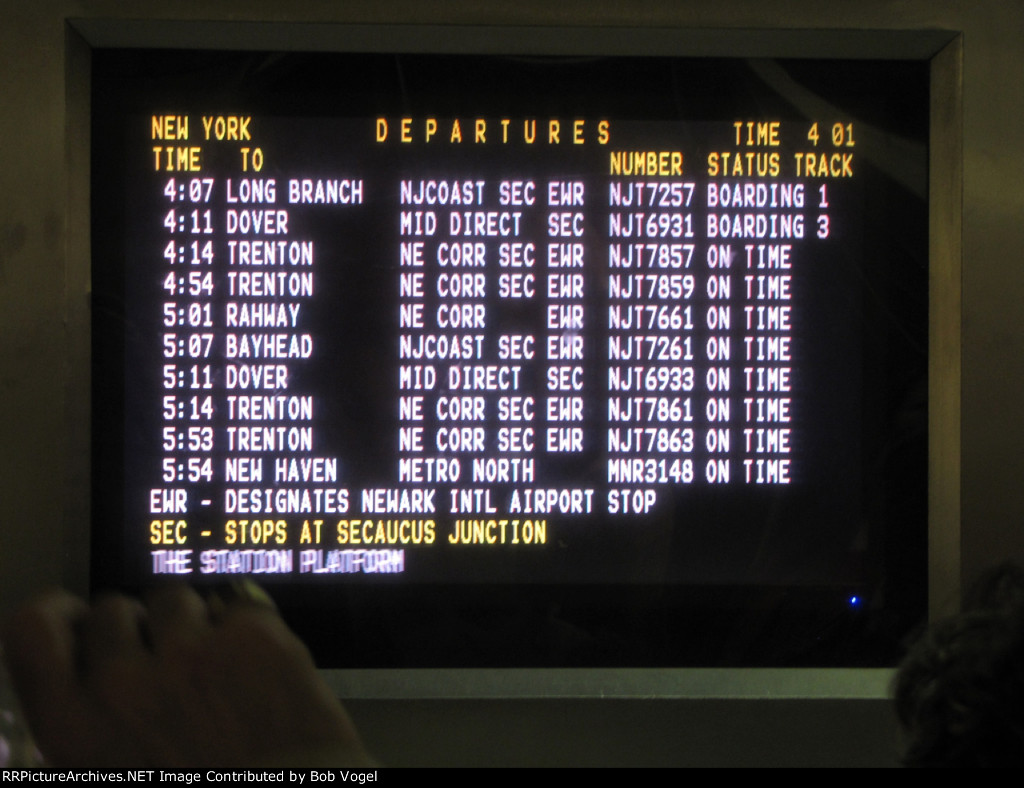 NEW YORK DEPARTURES TIME 4 01
TIME TO NUMBER STATUS TRACK
4:07 LONG BRANCH NJCOAST SEC EWR NJT7257 BOARDING 1
4:11 DOVER MID DIRECT SEC NJT6931 BOARDING 3
4:14 TRENTON NE CORR SEC EWR NJT7857 ON TIME
4:54 TRENTON NE CORR SEC EWR NJT7859 ON TIME
5:01 RAHWAY NE CORR EWR NJT7661 ON TIME
5:07 BAYHEAD NJCOAST SEC EWR NJT7261 ON TIME
5:11 DOVER MID DIRECT SEC NJT6933 ON TIME
5:14 TRENTON NE CORR SEC EWR NJT7861 ON TIME
5:53 TRENTON NE CORR SEC EWR NJT7863 ON TIME
5:54 NEW HAVEN METRO NORTH MNR3148 ON TIME
EWR - DESIGNATES NEWARK INTL AIRPORT STOP
SEC - STOPS AT SECAUCUS JUNCTION
THE STATION PLATFORM
RRPictureArchives.NET Image Contributed by Bob Vogel